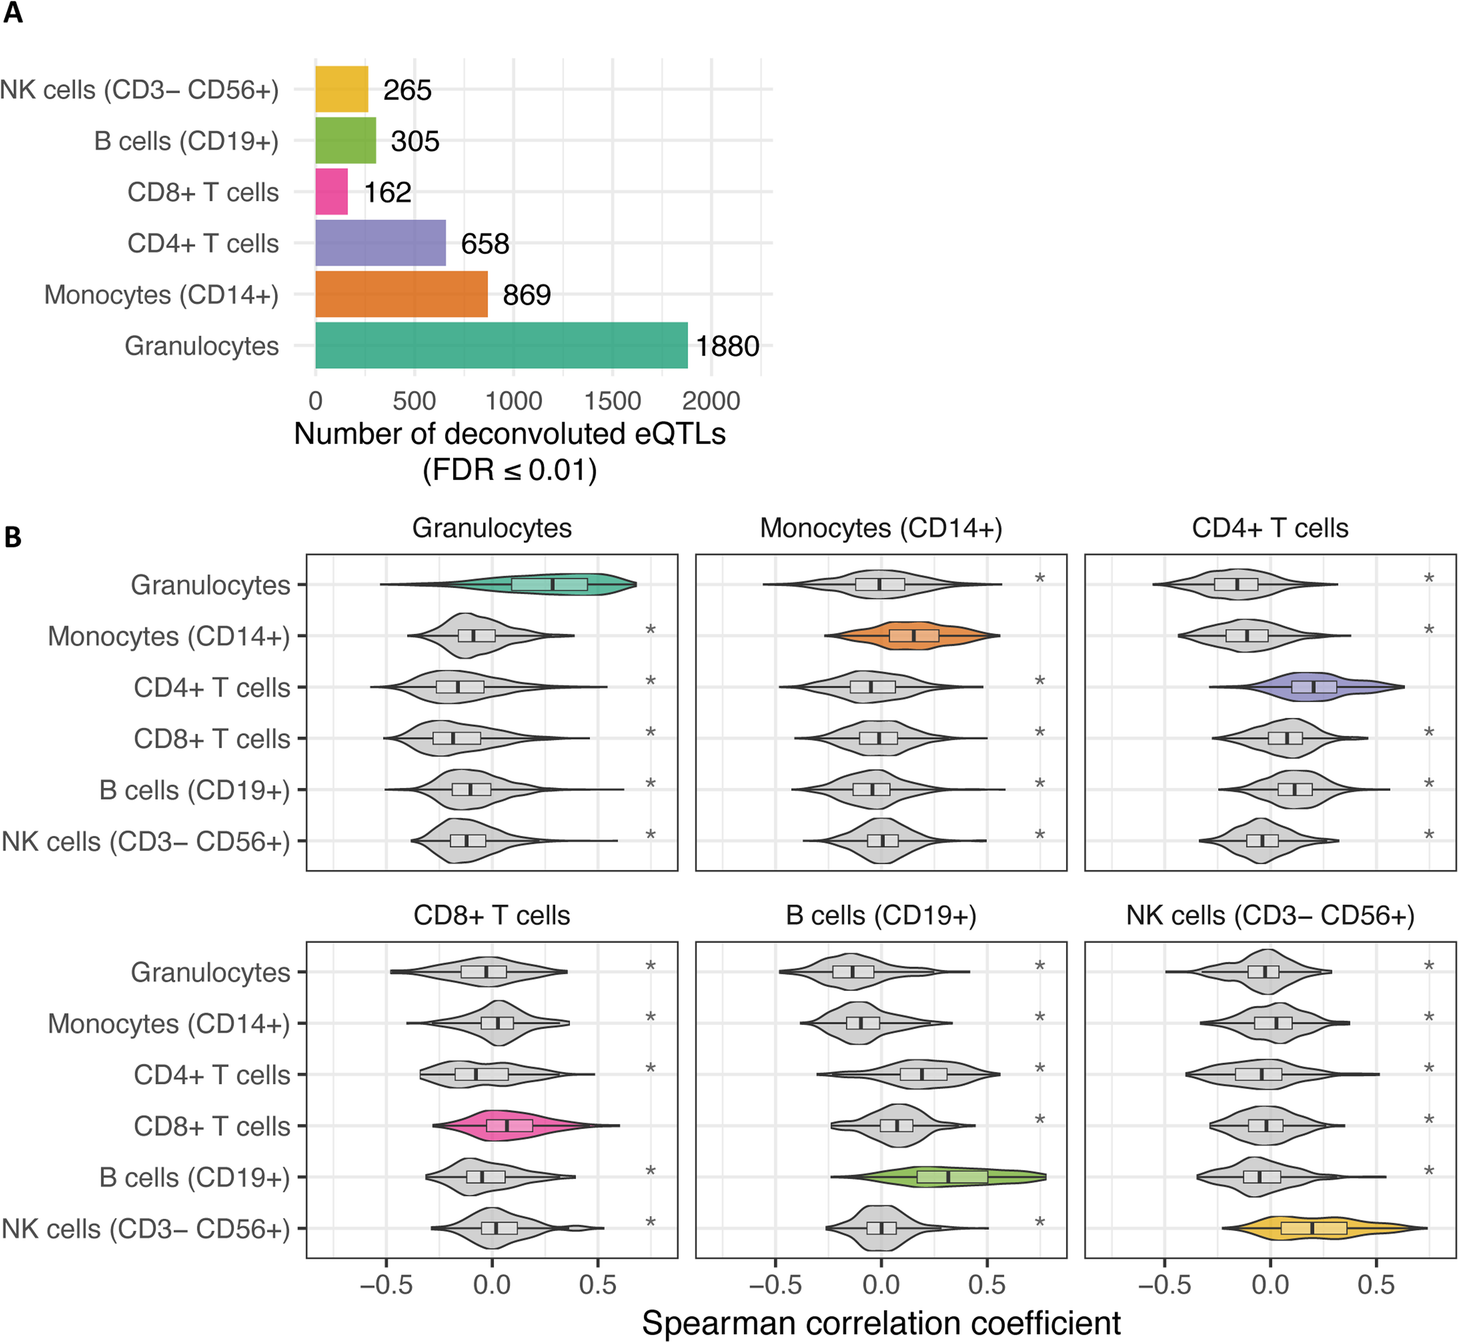 A
NK cells (CD3− CD56+) 265
B cells (CD19+) 305
CD8+ T cells 162
CD4+ T cells 658
Monocytes (CD14+) 869
Granulocytes 1880
0 500 1000 1500 2000
Number of deconvoluted eQTLs
(FDR ≤ 0.01)
B
Granulocytes Monocytes (CD14+) CD4+ T cells
Granulocytes * *
Monocytes (CD14+) * *
CD4+ T cells * *
CD8+ T cells * * *
B cells (CD19+) * * *
NK cells (CD3− CD56+) * * *
CD8+ T cells B cells (CD19+) NK cells (CD3− CD56+)
Granulocytes * * *
Monocytes (CD14+) * * *
CD4+ T cells * * *
CD8+ T cells * *
B cells (CD19+) * *
NK cells (CD3− CD56+) * *
−0.5 0.0 0.5 −0.5 0.0 0.5 −0.5 0.0 0.5
Spearman correlation coefficient